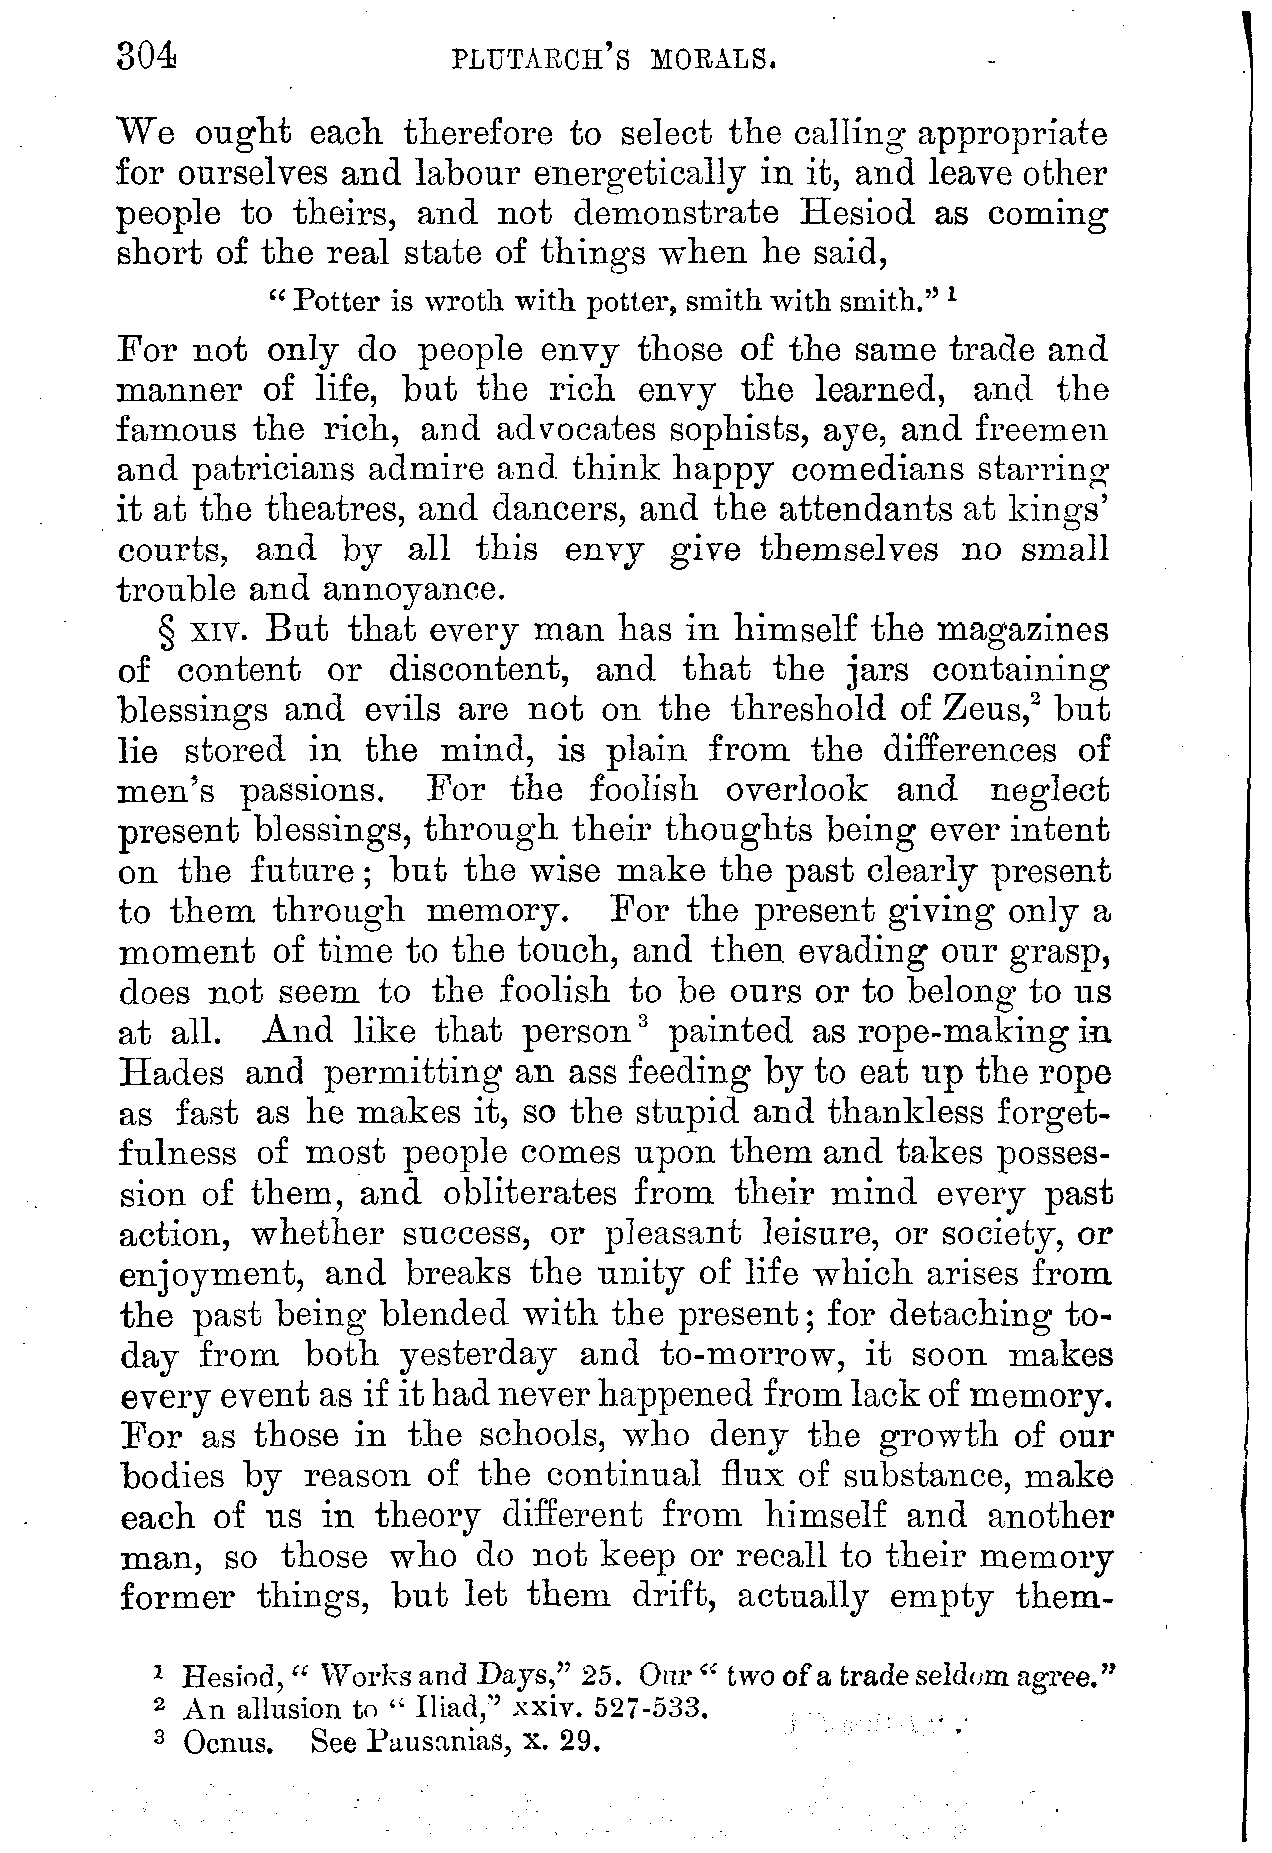 304 PLUTARCH'S MORALS.
We ought each therefore to select the calling appropriate
for ourselves and labour energetically in it, and leave other
people to theirs, and not demonstrate Hesiod as coming
short of the real state of things when he said,
“Potter is wroth with potter, smith with smith.” ¹
For not only do people envy those of the same trade and
manner of life, but the rich envy the learned, and the
famous the rich, and advocates sophists, aye, and freemen
and patricians admire and think happy comedians starring
it at the theatres, and dancers, and the attendants at kings'
courts, and by all this envy give themselves no small
trouble and annoyance.
§ XIV. But that every man has in himself the magazines
of content or discontent, and that the jars containing
blessings and evils are not on the threshold of Zeus,² but
lie stored in the mind, is plain from the differences of
men's passions. For the foolish overlook and neglect
present blessings, through their thoughts being ever intent
on the future; but the wise make the past clearly present
to them through memory. For the present giving only a
moment of time to the touch, and then evading our grasp,
does not seem to the foolish to be ours or to belong to us
at all. And like that person³ painted as rope-making in
Hades and permitting an ass feeding by to eat up the rope
as fast as he makes it, so the stupid and thankless forget-
fulness of most people comes upon them and takes posses-
sion of them, and obliterates from their mind every past
action, whether success, or pleasant leisure, or society, or
enjoyment, and breaks the unity of life which arises from
the past being blended with the present; for detaching to-
day from both yesterday and to-morrow, it soon makes
every event as if it had never happened from lack of memory.
For as those in the schools, who deny the growth of our
bodies by reason of the continual flux of substance, make
each of us in theory different from himself and another
man, so those who do not keep or recall to their memory
former things, but let them drift, actually empty them-
¹ Hesiod, “Works and Days,” 25. Our “two of a trade seldom agree.”
² An allusion to “Iliad,” xxiv. 527-533.
³ Ocnus. See Pausanias, x. 29.